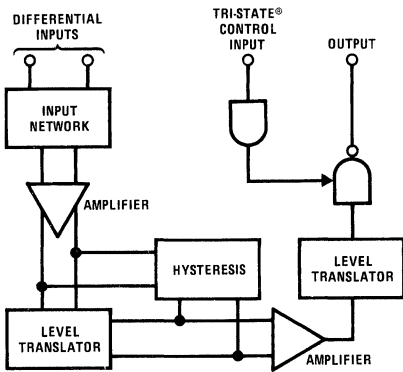 DIFFERENTIAL
INPUTS
TRI-STATE®
CONTROL
INPUT
OUTPUT
INPUT
NETWORK
AMPLIFIER
HYSTERESIS
LEVEL
TRANSLATOR
LEVEL
TRANSLATOR
AMPLIFIER